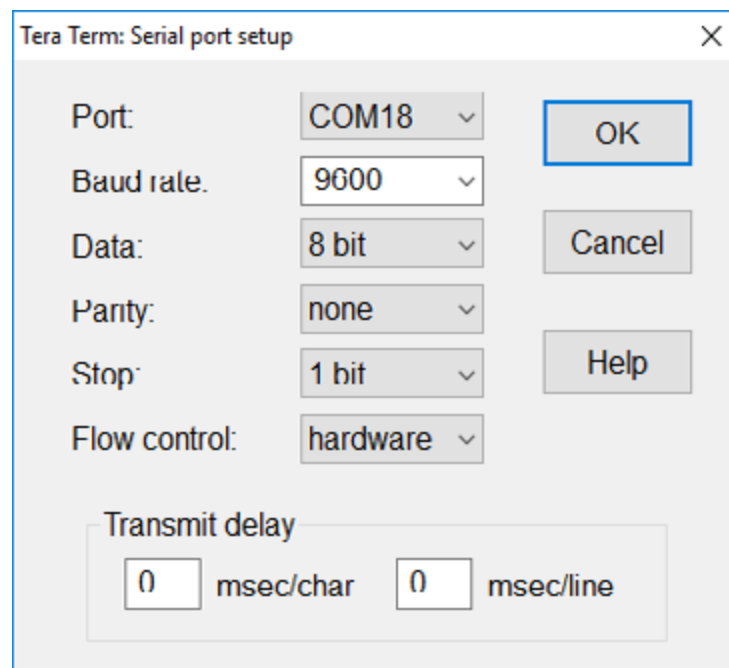 Tera Term: Serial port setup
Port: COM18 OK
Baud rate: 9600
Data: 8 bit Cancel
Parity: none
Stop: 1 bit Help
Flow control: hardware
Transmit delay
0 msec/char 0 msec/line